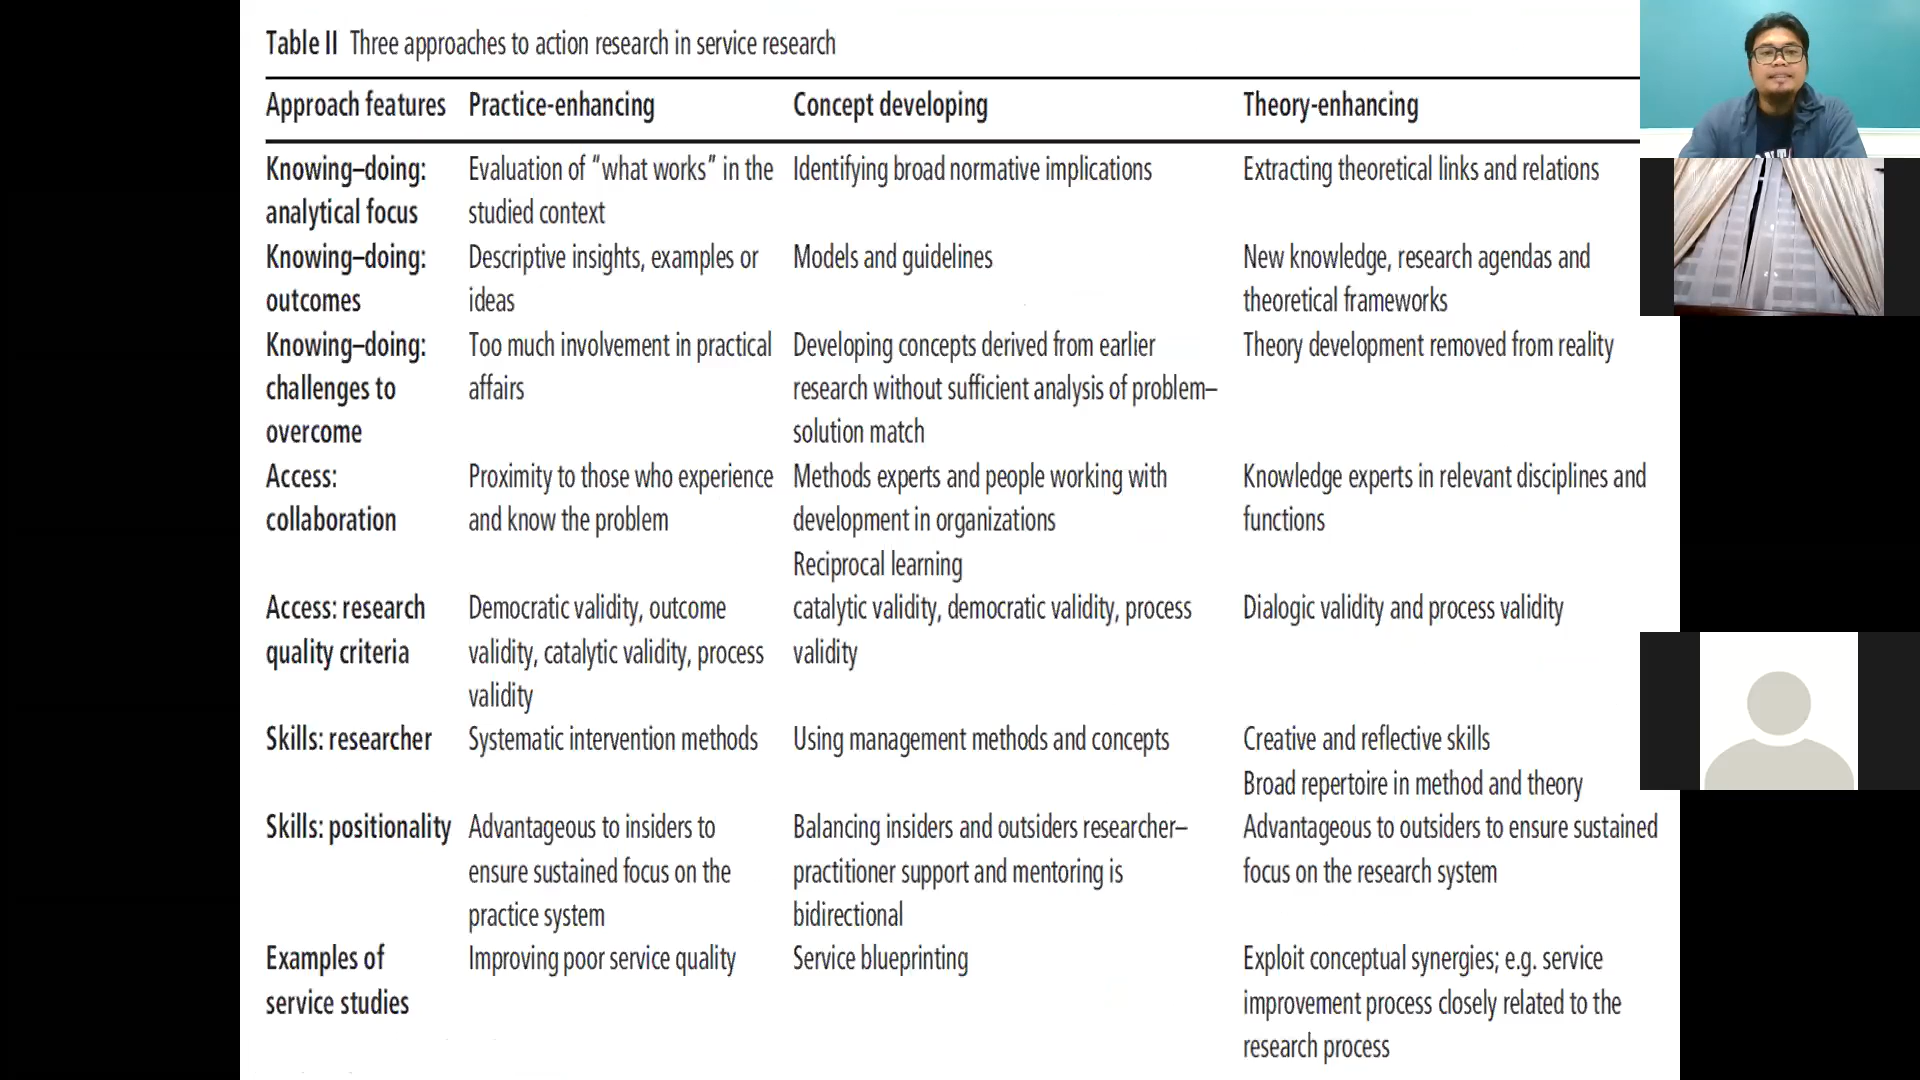 Table II Three approaches to action research in service research
Approach features Practice-enhancing Concept developing Theory-enhancing
Knowing–doing: Evaluation of “what works” in the Identifying broad normative implications Extracting theoretical links and relations
analytical focus studied context
Knowing–doing: Descriptive insights, examples or Models and guidelines New knowledge, research agendas and
outcomes ideas theoretical frameworks
Knowing–doing: Too much involvement in practical Developing concepts derived from earlier Theory development removed from reality
challenges to affairs research without sufficient analysis of problem–
overcome solution match
Access: Proximity to those who experience Methods experts and people working with Knowledge experts in relevant disciplines and
collaboration and know the problem development in organizations functions
Reciprocal learning
Access: research Democratic validity, outcome catalytic validity, democratic validity, process Dialogic validity and process validity
quality criteria validity, catalytic validity, process validity
validity
Skills: researcher Systematic intervention methods Using management methods and concepts Creative and reflective skills
Broad repertoire in method and theory
Skills: positionality Advantageous to insiders to Balancing insiders and outsiders researcher– Advantageous to outsiders to ensure sustained
ensure sustained focus on the practitioner support and mentoring is focus on the research system
practice system bidirectional
Examples of Improving poor service quality Service blueprinting Exploit conceptual synergies; e.g. service
service studies improvement process closely related to the
research process